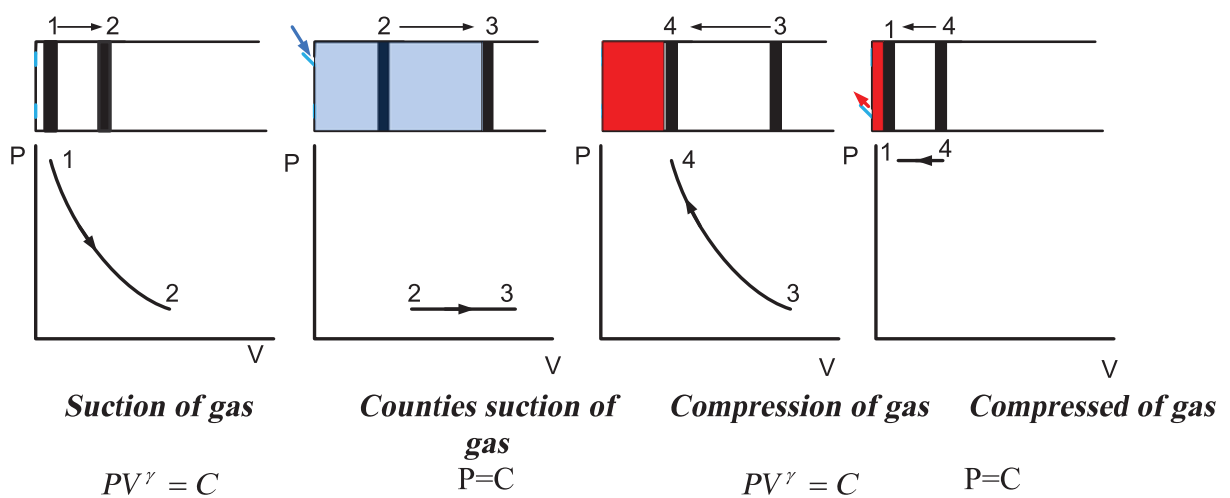 1 2
2 3
4 3
1 4
P 1 2 V
P 2 3 V
4 3 V
P 1 4 V
Suction of gas
Counties suction of
gas
Compression of gas
Compressed of gas
PV^γ = C
P=C
PV^γ = C
P=C